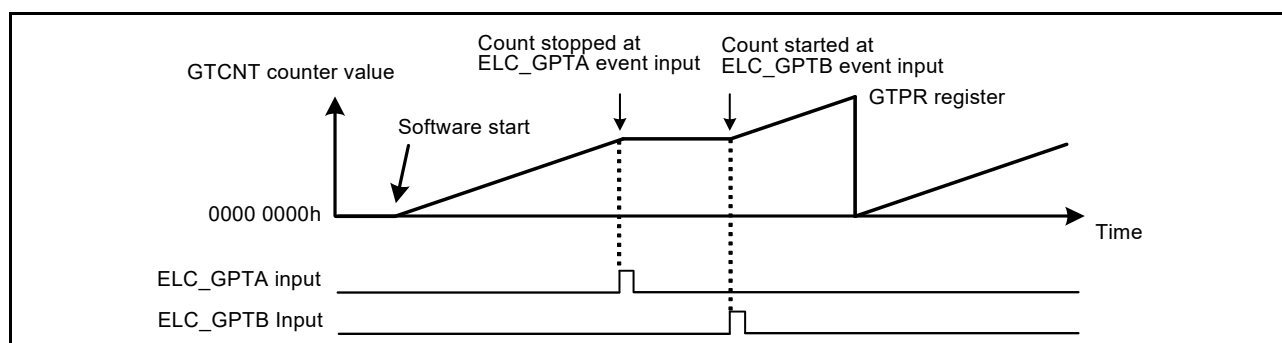 Count stopped at
ELC_GPTA event input
Count started at
ELC_GPTB event input
GTCNT counter value
GTPR register
Software start
0000 0000h
Time
ELC_GPTA input
ELC_GPTB Input